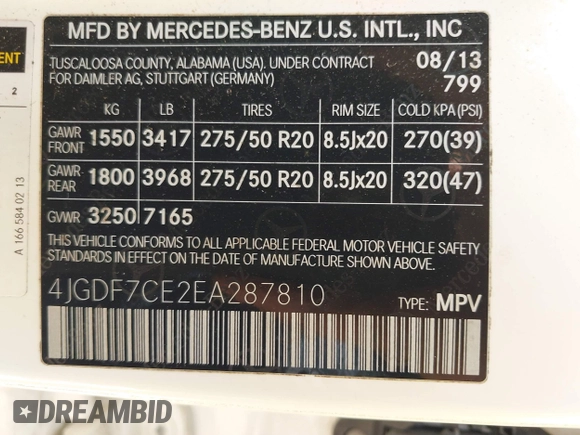 MFD BY MERCEDES-BENZ U.S. INTL., INC
TUSCALOOSA COUNTY, ALABAMA (USA). UNDER CONTRACT
FOR DAIMLER AG, STUTTGART (GERMANY)
08/13
799
KG LB TIRES RIM SIZE COLD KPA (PSI)
GAWR FRONT 1550 3417 275/50 R20 8.5Jx20 270(39)
GAWR REAR 1800 3968 275/50 R20 8.5Jx20 320(47)
GVWR 3250 7165
THIS VEHICLE CONFORMS TO ALL APPLICABLE FEDERAL MOTOR VEHICLE SAFETY
STANDARDS IN EFFECT ON THE DATE OF MANUFACTURE SHOWN ABOVE.
4JGDF7CE2EA287810
TYPE: MPV
2
A 166 584 02 13
DREAMBID